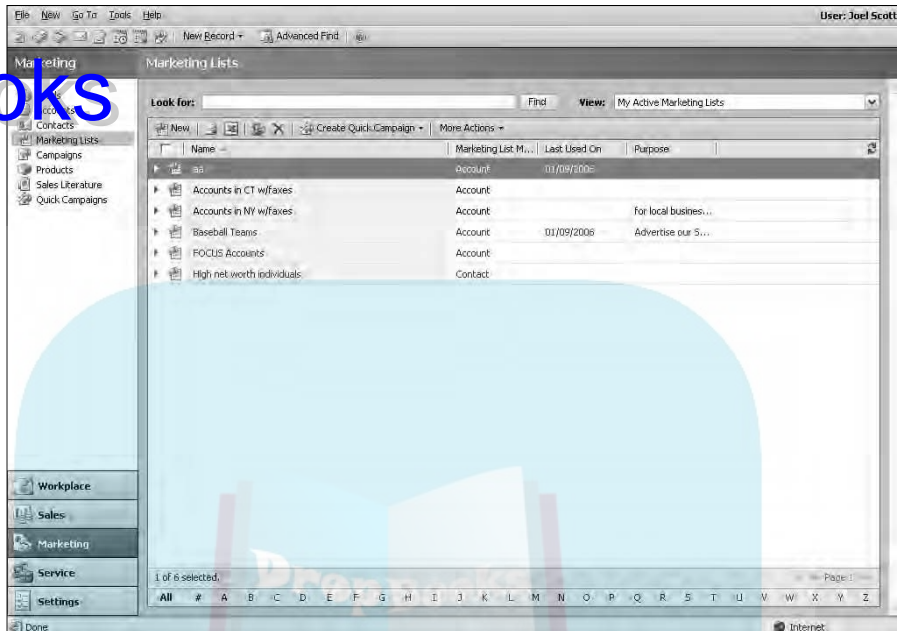 File New Go To Tools Help
User: Joel Scott
New Record Advanced Find
Marketing
Marketing Lists
oks
Accounts
Contacts
Marketing Lists
Campaigns
Products
Sales Literature
Quick Campaigns
Look for: Find View: My Active Marketing Lists
New Create Quick Campaign More Actions
Name Marketing List M... Last Used On Purpose
aa Account 01/09/2006
Accounts in CT w/faxes Account
Accounts in NY w/faxes Account for local busines...
Baseball Teams Account 01/09/2006 Advertise our S...
FOCUS Accounts Account
High net worth individuals Contact
Workplace
Sales
Marketing
Service
Settings
Dropbooks
1 of 6 selected. Page 1
All # A B C D E F G H I J K L M N O P Q R S T U V W X Y Z
Done Internet